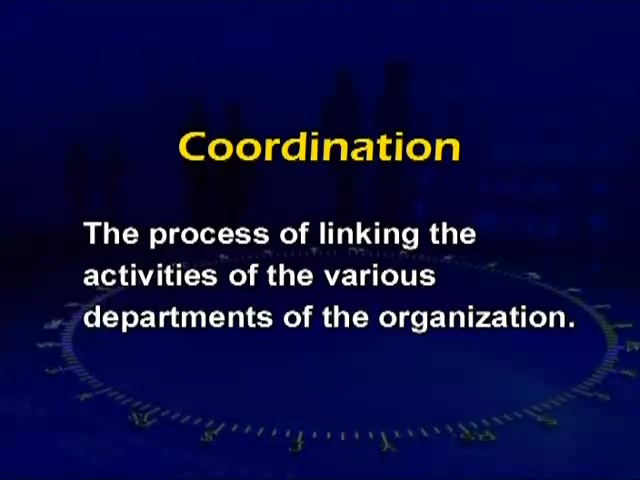 Coordination
The process of linking the
activities of the various
departments of the organization.